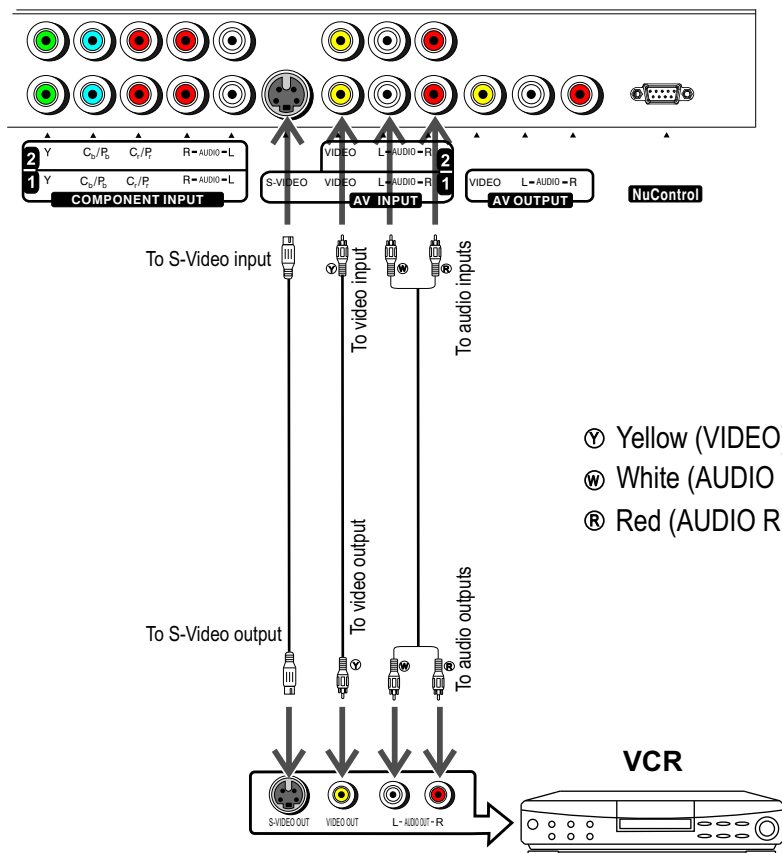 2 Y Cb/Pb Cr/Pr R-AUDIO-L
1 Y Cb/Pb Cr/Pr R-AUDIO-L
COMPONENT INPUT
VIDEO L-AUDIO-R 2
S-VIDEO VIDEO L-AUDIO-R 1
AV INPUT
VIDEO L-AUDIO-R
AV OUTPUT
NuControl
To S-Video input
Y
To video input
W
R
To audio inputs
Y Yellow (VIDEO)
W White (AUDIO
R Red (AUDIO R
To S-Video output
To video output
Y
W
R
To audio outputs
S-VIDEO OUT VIDEO OUT L-AUDIO OUT-R
VCR